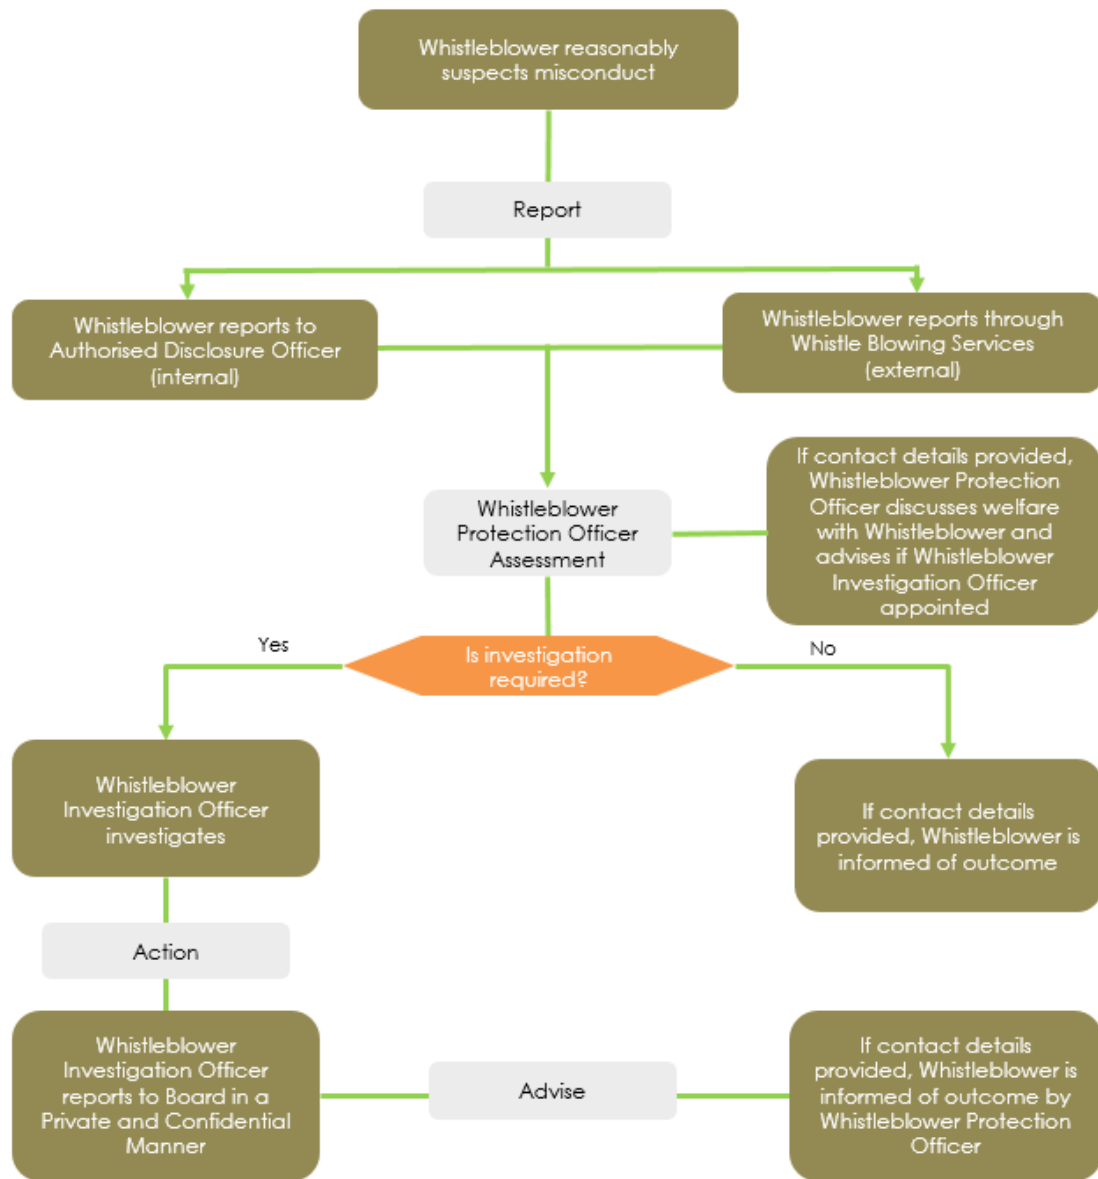 Whistleblower reasonably
suspects misconduct
Report
Whistleblower reports to
Authorised Disclosure Officer
(internal)
Whistleblower reports through
Whistle Blowing Services
(external)
If contact details provided,
Whistleblower Protection
Officer discusses welfare
with Whistleblower and
advises if Whistleblower
Investigation Officer
appointed
Whistleblower
Protection Officer
Assessment
Yes
Is investigation
required?
No
Whistleblower
Investigation Officer
investigates
If contact details
provided, Whistleblower is
informed of outcome
Action
Whistleblower
Investigation Officer
reports to Board in a
Private and Confidential
Manner
Advise
If contact details
provided, Whistleblower is
informed of outcome by
Whistleblower Protection
Officer